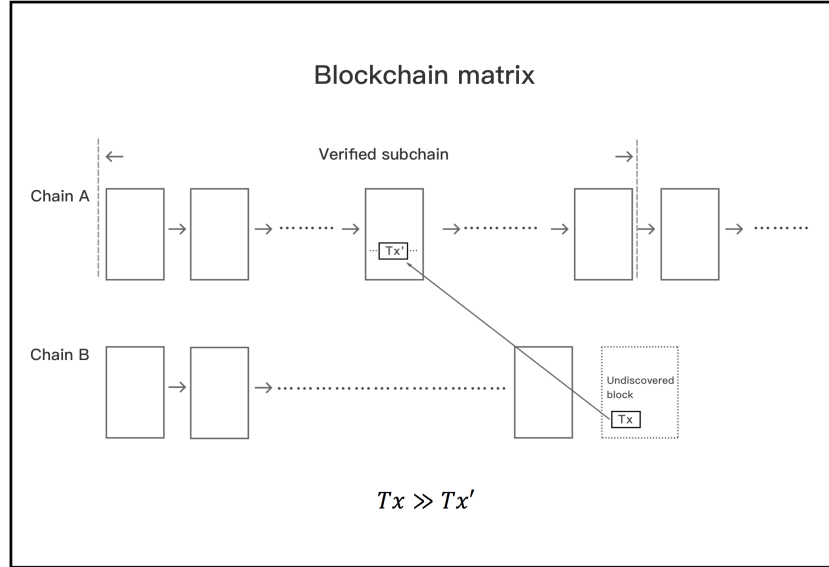 Blockchain matrix
Verified subchain
Chain A
Tx'
Chain B
Undiscovered
block
Tx
Tx ≫ Tx′